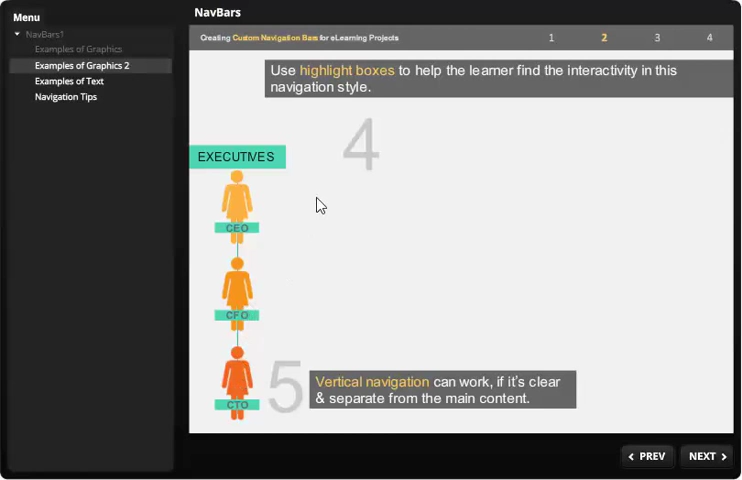 Menu
NavBars1
Examples of Graphics
Examples of Graphics 2
Examples of Text
Navigation Tips
NavBars
Creating Custom Navigation Bars for eLearning Projects
1 2 3 4
Use highlight boxes to help the learner find the interactivity in this
navigation style.
4
EXECUTIVES
CEO
CFO
CTO
5
Vertical navigation can work, if it's clear
& separate from the main content.
PREV
NEXT